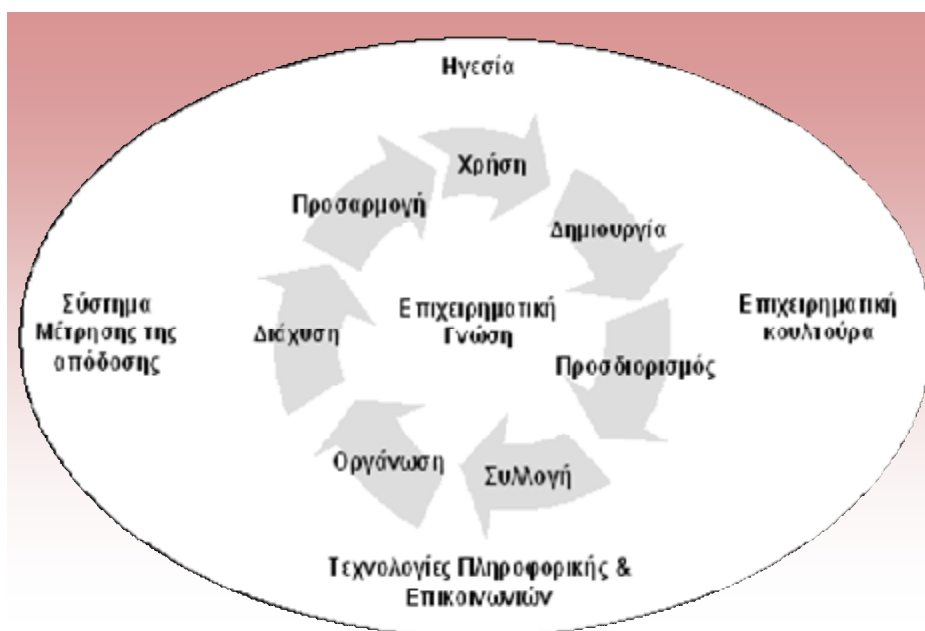 Ηγεσία
Χρήση
Προσαρμογή
Δημιουργία
Σύστημα
Μέτρησης της
απόδοσης
Διάχυση
Επιχειρηματική
Γνώση
Επιχειρηματική
κουλτούρα
Προσδιορισμός
Οργάνωση
Συλλογή
Τεχνολογίες Πληροφορικής &
Επικοινωνιών